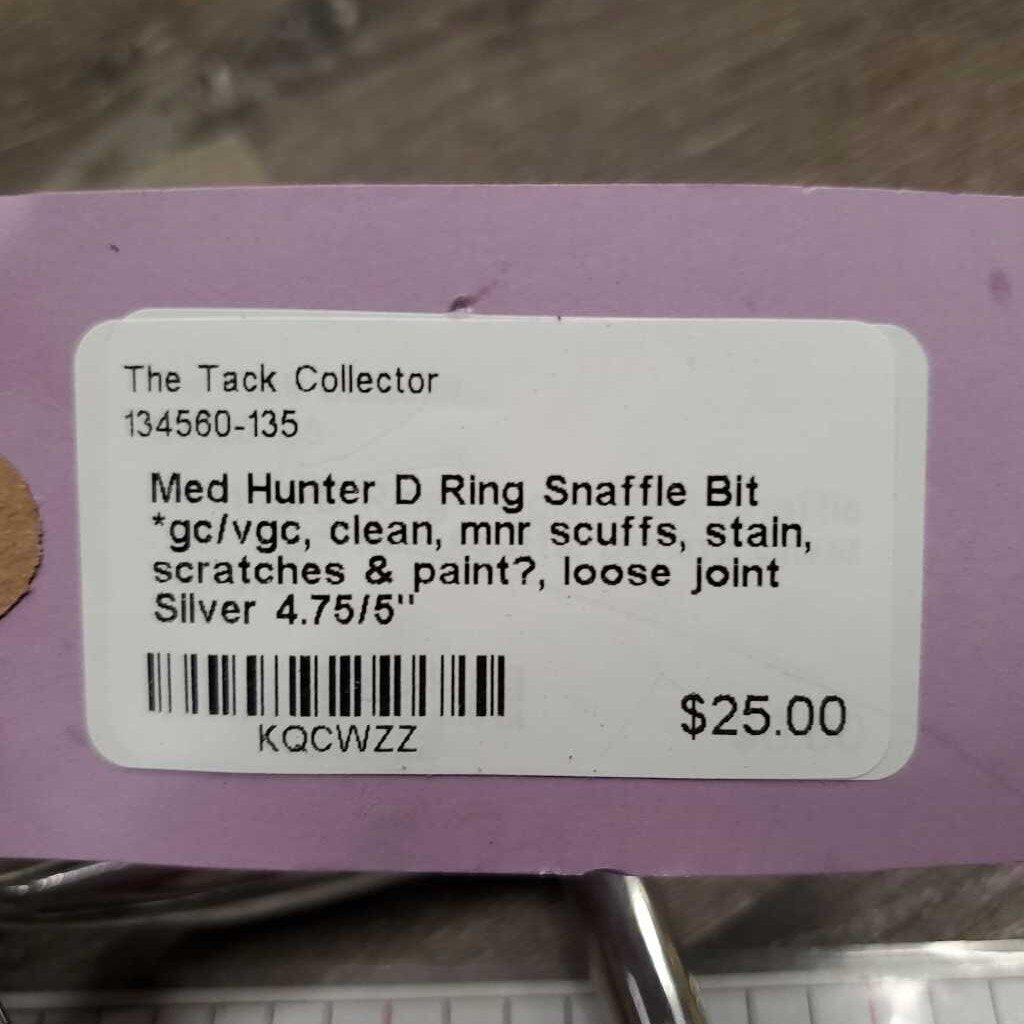 The Tack Collector
134560-135
Med Hunter D Ring Snaffle Bit
*gc/vgc, clean, mnr scuffs, stain,
scratches & paint?, loose joint
Silver 4.75/5"
KQCWZZ
$25.00